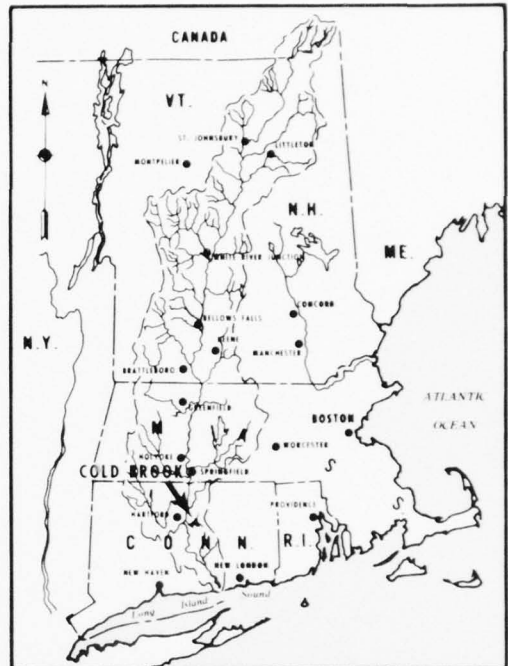 CANADA
VT.
N
ST. JOHNSBURY
LITTLETON
MONTPELIER
N.H.
ME.
WHITE RIVER JUNCTION
CONCORD
BELLOWS FALLS
N.Y.
KEENE
MANCHESTER
BRATTLEBORO
ATLANTIC
OCEAN
GREENFIELD
M
BOSTON
WORCESTER
HOLYOKE
S
COLD BROOK
SPRINGFIELD
S
HARTFORD
PROVIDENCE
CONN.
R.I.
NEW LONDON
NEW HAVEN
Long Island Sound